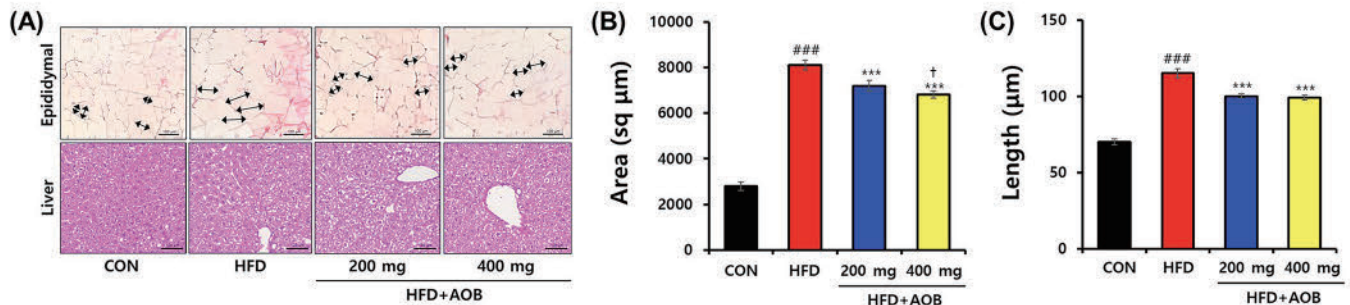 (A)
Epididymal
Liver
CON
HFD
200 mg
400 mg
HFD+AOB
(B)
Area (sq μm)
10000
8000
6000
4000
2000
0
###
***
†
***
CON
HFD
200 mg
400 mg
HFD+AOB
(C)
Length (μm)
150
100
50
0
###
***
***
CON
HFD
200 mg
400 mg
HFD+AOB